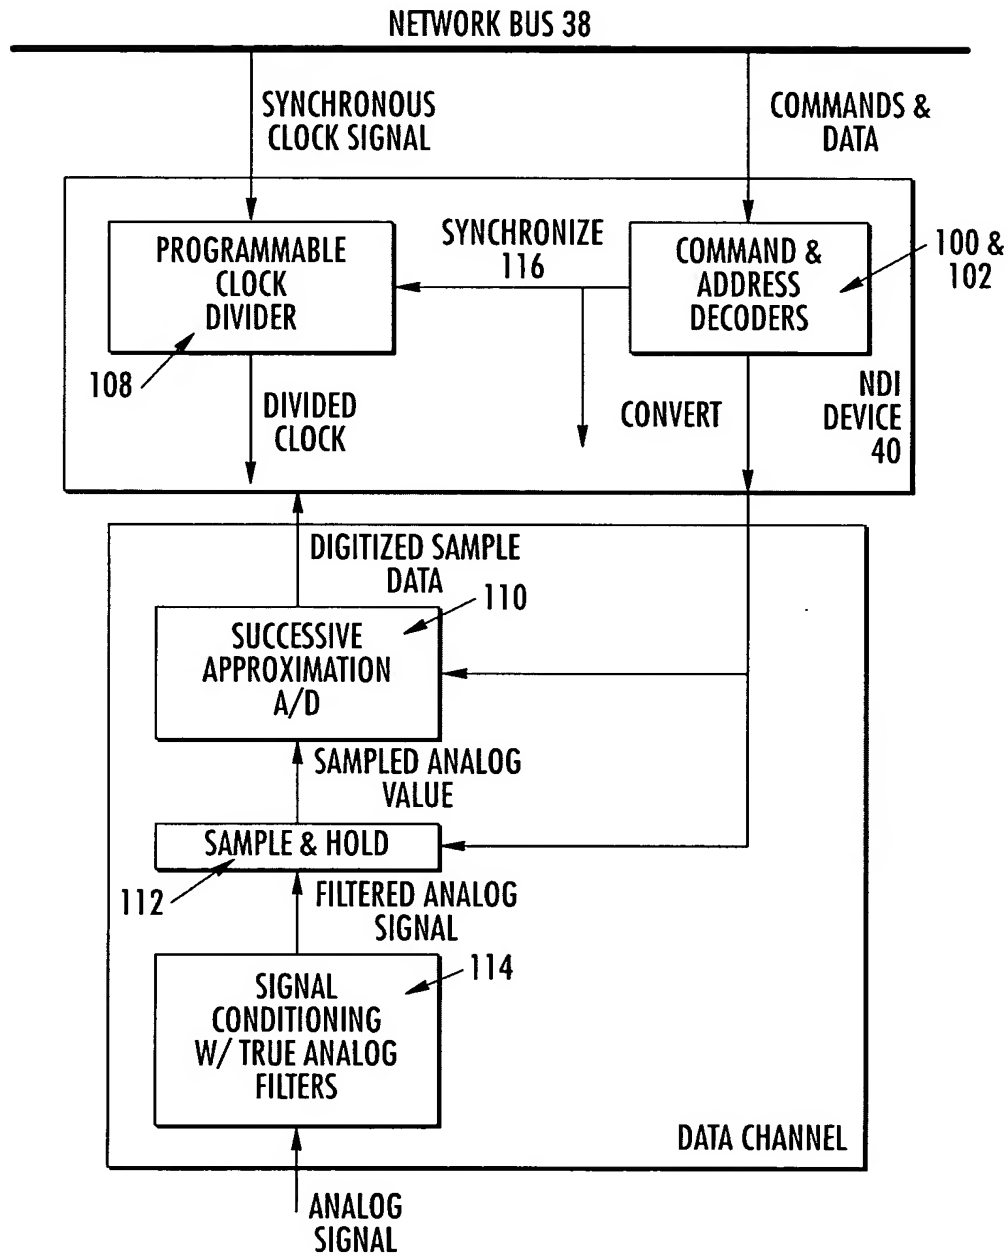 NETWORK BUS 38
SYNCHRONOUS
CLOCK SIGNAL
COMMANDS &
DATA
PROGRAMMABLE
CLOCK
DIVIDER
SYNCHRONIZE
116
COMMAND &
ADDRESS
DECODERS
100 &
102
108
DIVIDED
CLOCK
CONVERT
NDI
DEVICE
40
DIGITIZED SAMPLE
DATA
110
SUCCESSIVE
APPROXIMATION
A/D
SAMPLED ANALOG
VALUE
SAMPLE & HOLD
112
FILTERED ANALOG
SIGNAL
114
SIGNAL
CONDITIONING
W/ TRUE ANALOG
FILTERS
DATA CHANNEL
ANALOG
SIGNAL